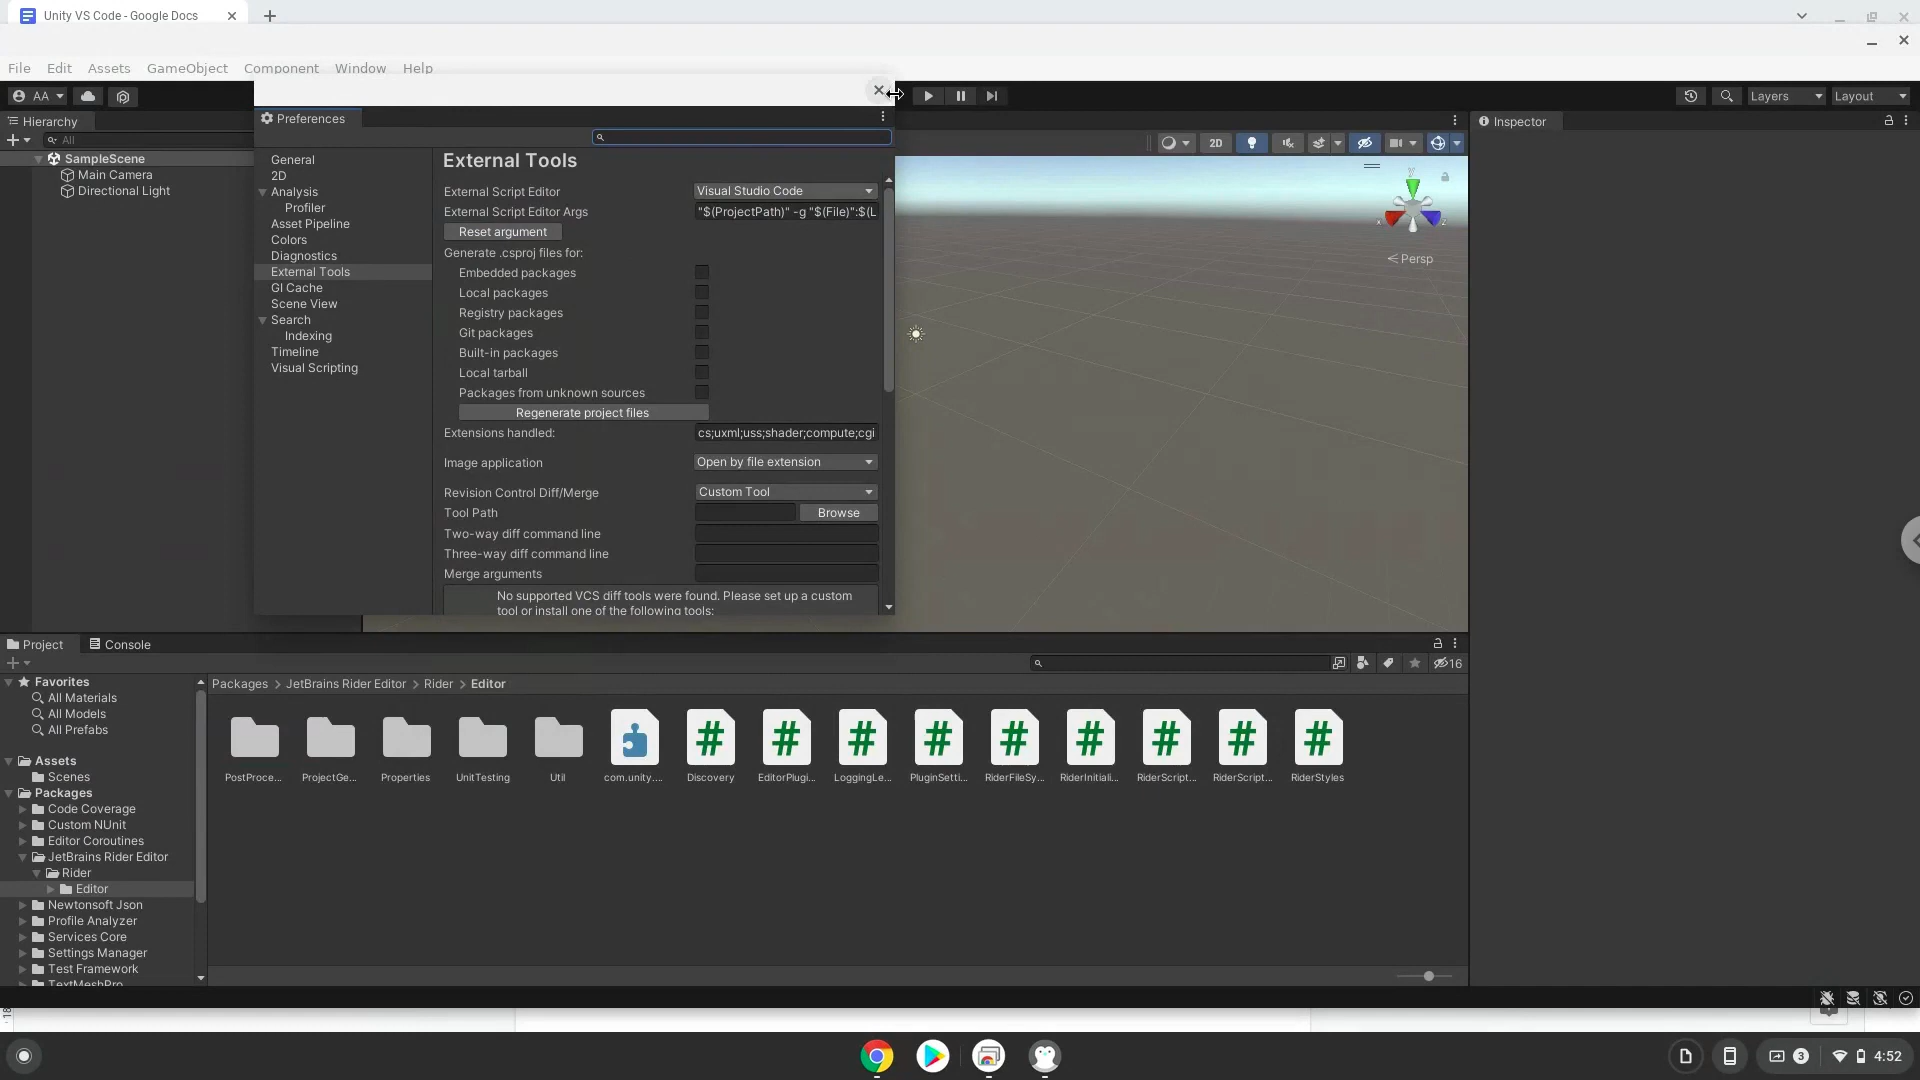 Unity VS Code - Google Docs
File Edit Assets GameObject Component Window Help
AA
Layers
Layout
Preferences
Hierarchy
All
SampleScene
Main Camera
Directional Light
General
2D
Analysis
Profiler
Asset Pipeline
Colors
Diagnostics
External Tools
GI Cache
Scene View
Search
Indexing
Timeline
Visual Scripting
External Tools
External Script Editor Visual Studio Code
External Script Editor Args "$(ProjectPath)" -g "$(File)":$(L
Reset argument
Generate .csproj files for:
Embedded packages
Local packages
Registry packages
Git packages
Built-in packages
Local tarball
Packages from unknown sources
Regenerate project files
Extensions handled: cs;uxml;uss;shader;compute;cgi
Image application Open by file extension
Revision Control Diff/Merge Custom Tool
Tool Path Browse
Two-way diff command line
Three-way diff command line
Merge arguments
No supported VCS diff tools were found. Please set up a custom
tool or install one of the following tools:
2D
y
x
z
Persp
Inspector
Project Console
16
Favorites
All Materials
All Models
All Prefabs
Assets
Scenes
Packages
Code Coverage
Custom NUnit
Editor Coroutines
JetBrains Rider Editor
Rider
Editor
Newtonsoft Json
Profile Analyzer
Services Core
Settings Manager
Test Framework
TextMeshPro
Packages > JetBrains Rider Editor > Rider > Editor
PostProce... ProjectGe... Properties UnitTesting Util com.unity.... Discovery EditorPlugi... LoggingLe... PluginSetti... RiderFileSy... RiderInitiali... RiderScript... RiderScript... RiderStyles
18
3
4:52